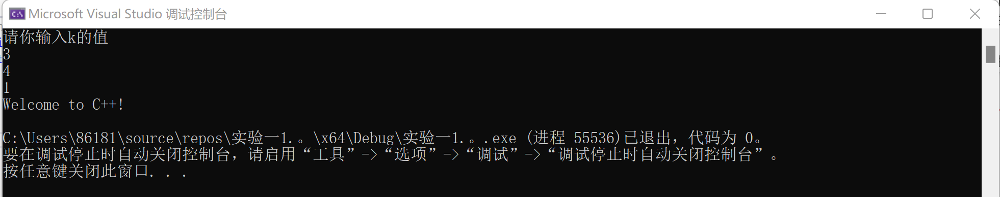 Microsoft Visual Studio 调试控制台
请你输入k的值
3
4
1
Welcome to C++!
C:\Users\86181\source\repos\实验一1.。\x64\Debug\实验一1.。.exe (进程 55536)已退出，代码为 0。
要在调试停止时自动关闭控制台，请启用“工具”->“选项”->“调试”->“调试停止时自动关闭控制台”。
按任意键关闭此窗口. . .